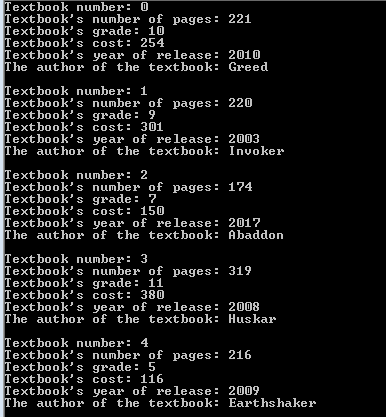 Textbook number: 0
Textbook's number of pages: 221
Textbook's grade: 10
Textbook's cost: 254
Textbook's year of release: 2010
The author of the textbook: Greed
Textbook number: 1
Textbook's number of pages: 220
Textbook's grade: 9
Textbook's cost: 301
Textbook's year of release: 2003
The author of the textbook: Invoker
Textbook number: 2
Textbook's number of pages: 174
Textbook's grade: 7
Textbook's cost: 150
Textbook's year of release: 2017
The author of the textbook: Abaddon
Textbook number: 3
Textbook's number of pages: 319
Textbook's grade: 11
Textbook's cost: 380
Textbook's year of release: 2008
The author of the textbook: Huskar
Textbook number: 4
Textbook's number of pages: 216
Textbook's grade: 5
Textbook's cost: 116
Textbook's year of release: 2009
The author of the textbook: Earthshaker